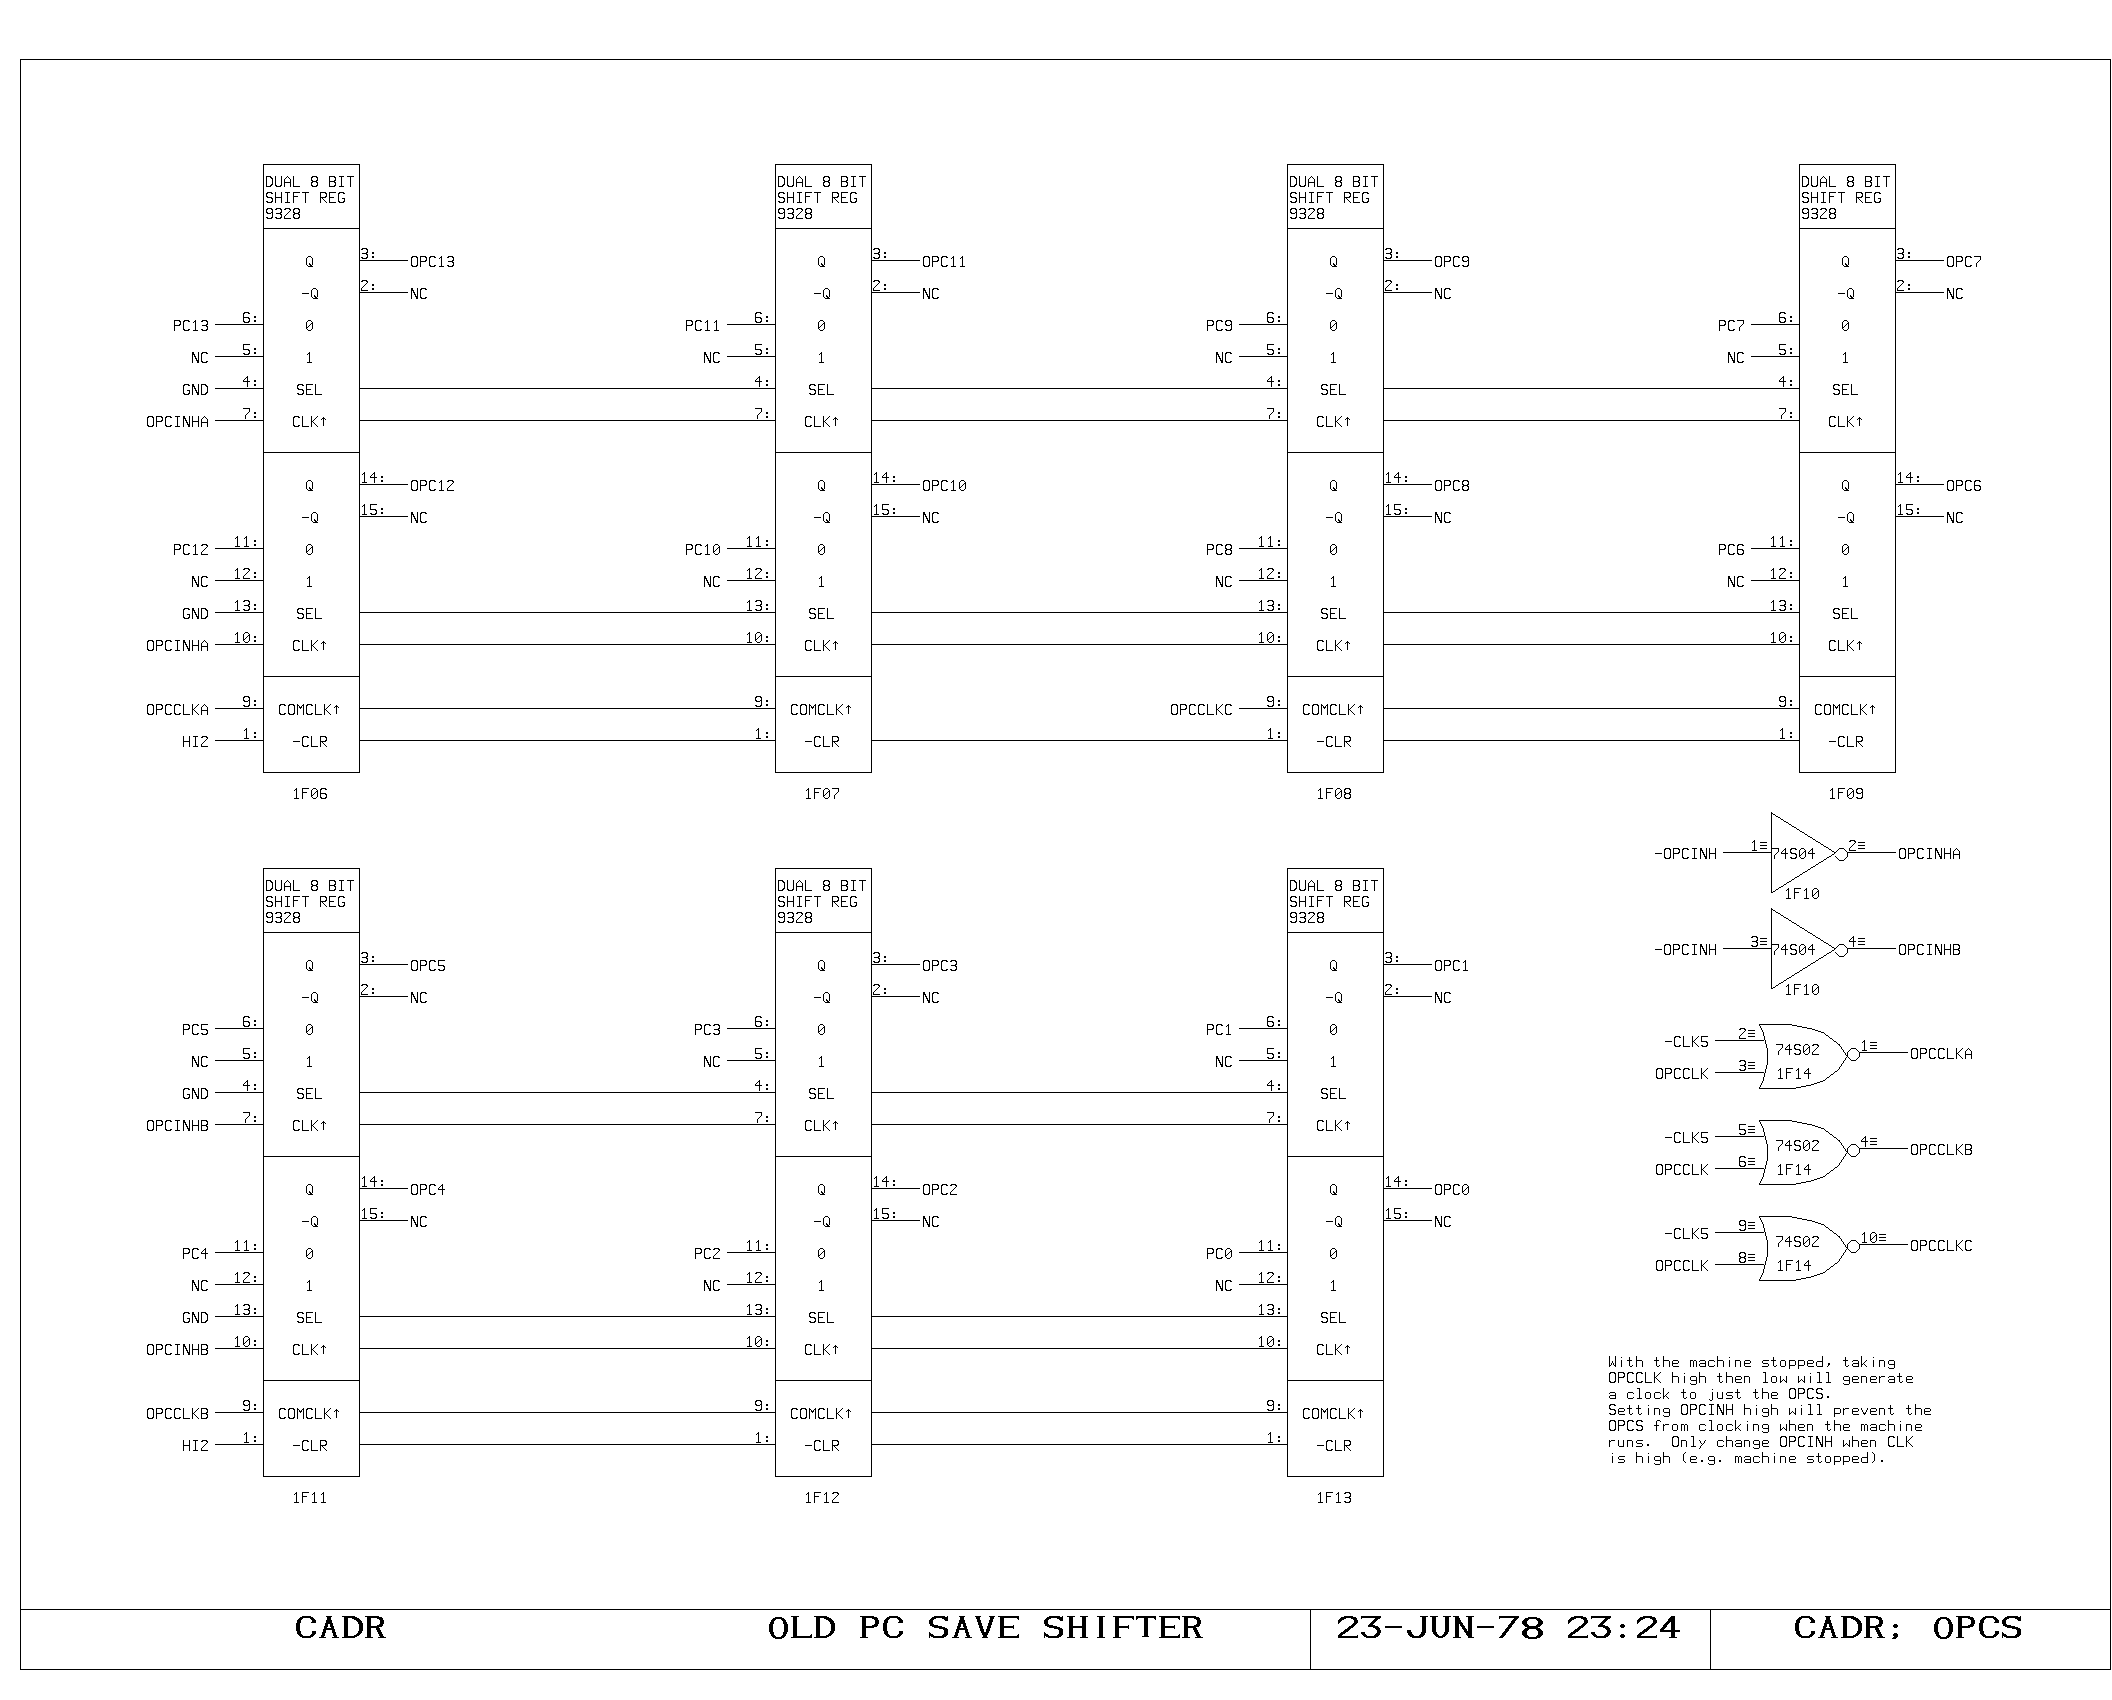 DUAL 8 BIT
SHIFT REG
9328
Q 3: OPC13
-Q 2: NC
PC13 6: 0
NC 5: 1
GND 4: SEL
OPCINHA 7: CLK↑
Q 14: OPC12
-Q 15: NC
PC12 11: 0
NC 12: 1
GND 13: SEL
OPCINHA 10: CLK↑
OPCCLKA 9: COMCLK↑
HI2 1: -CLR
1F06
DUAL 8 BIT
SHIFT REG
9328
Q 3: OPC11
-Q 2: NC
PC11 6: 0
NC 5: 1
4: SEL
7: CLK↑
Q 14: OPC10
-Q 15: NC
PC10 11: 0
NC 12: 1
13: SEL
10: CLK↑
9: COMCLK↑
1: -CLR
1F07
DUAL 8 BIT
SHIFT REG
9328
Q 3: OPC9
-Q 2: NC
PC9 6: 0
NC 5: 1
4: SEL
7: CLK↑
Q 14: OPC8
-Q 15: NC
PC8 11: 0
NC 12: 1
13: SEL
10: CLK↑
OPCCLKC 9: COMCLK↑
1: -CLR
1F08
DUAL 8 BIT
SHIFT REG
9328
Q 3: OPC7
-Q 2: NC
PC7 6: 0
NC 5: 1
4: SEL
7: CLK↑
Q 14: OPC6
-Q 15: NC
PC6 11: 0
NC 12: 1
13: SEL
10: CLK↑
9: COMCLK↑
1: -CLR
1F09
DUAL 8 BIT
SHIFT REG
9328
Q 3: OPC5
-Q 2: NC
PC5 6: 0
NC 5: 1
GND 4: SEL
OPCINHB 7: CLK↑
Q 14: OPC4
-Q 15: NC
PC4 11: 0
NC 12: 1
GND 13: SEL
OPCINHB 10: CLK↑
OPCCLKB 9: COMCLK↑
HI2 1: -CLR
1F11
DUAL 8 BIT
SHIFT REG
9328
Q 3: OPC3
-Q 2: NC
PC3 6: 0
NC 5: 1
4: SEL
7: CLK↑
Q 14: OPC2
-Q 15: NC
PC2 11: 0
NC 12: 1
13: SEL
10: CLK↑
9: COMCLK↑
1: -CLR
1F12
DUAL 8 BIT
SHIFT REG
9328
Q 3: OPC1
-Q 2: NC
PC1 6: 0
NC 5: 1
4: SEL
7: CLK↑
Q 14: OPC0
-Q 15: NC
PC0 11: 0
NC 12: 1
13: SEL
10: CLK↑
9: COMCLK↑
1: -CLR
1F13
-OPCINH 1≡ 74S04 2≡ OPCINHA
1F10
-OPCINH 3≡ 74S04 4≡ OPCINHB
1F10
-CLK5 2≡ 74S02 1≡ OPCCLKA
OPCCLK 3≡ 1F14
-CLK5 5≡ 74S02 4≡ OPCCLKB
OPCCLK 6≡ 1F14
-CLK5 9≡ 74S02 10≡ OPCCLKC
OPCCLK 8≡ 1F14
With the machine stopped, taking
OPCCLK high then low will generate
a clock to just the OPCS.
Setting OPCINH high will prevent the
OPCS from clocking when the machine
runs.  Only change OPCINH when CLK
is high (e.g. machine stopped).
CADR OLD PC SAVE SHIFTER 23-JUN-78 23:24 CADR; OPCS